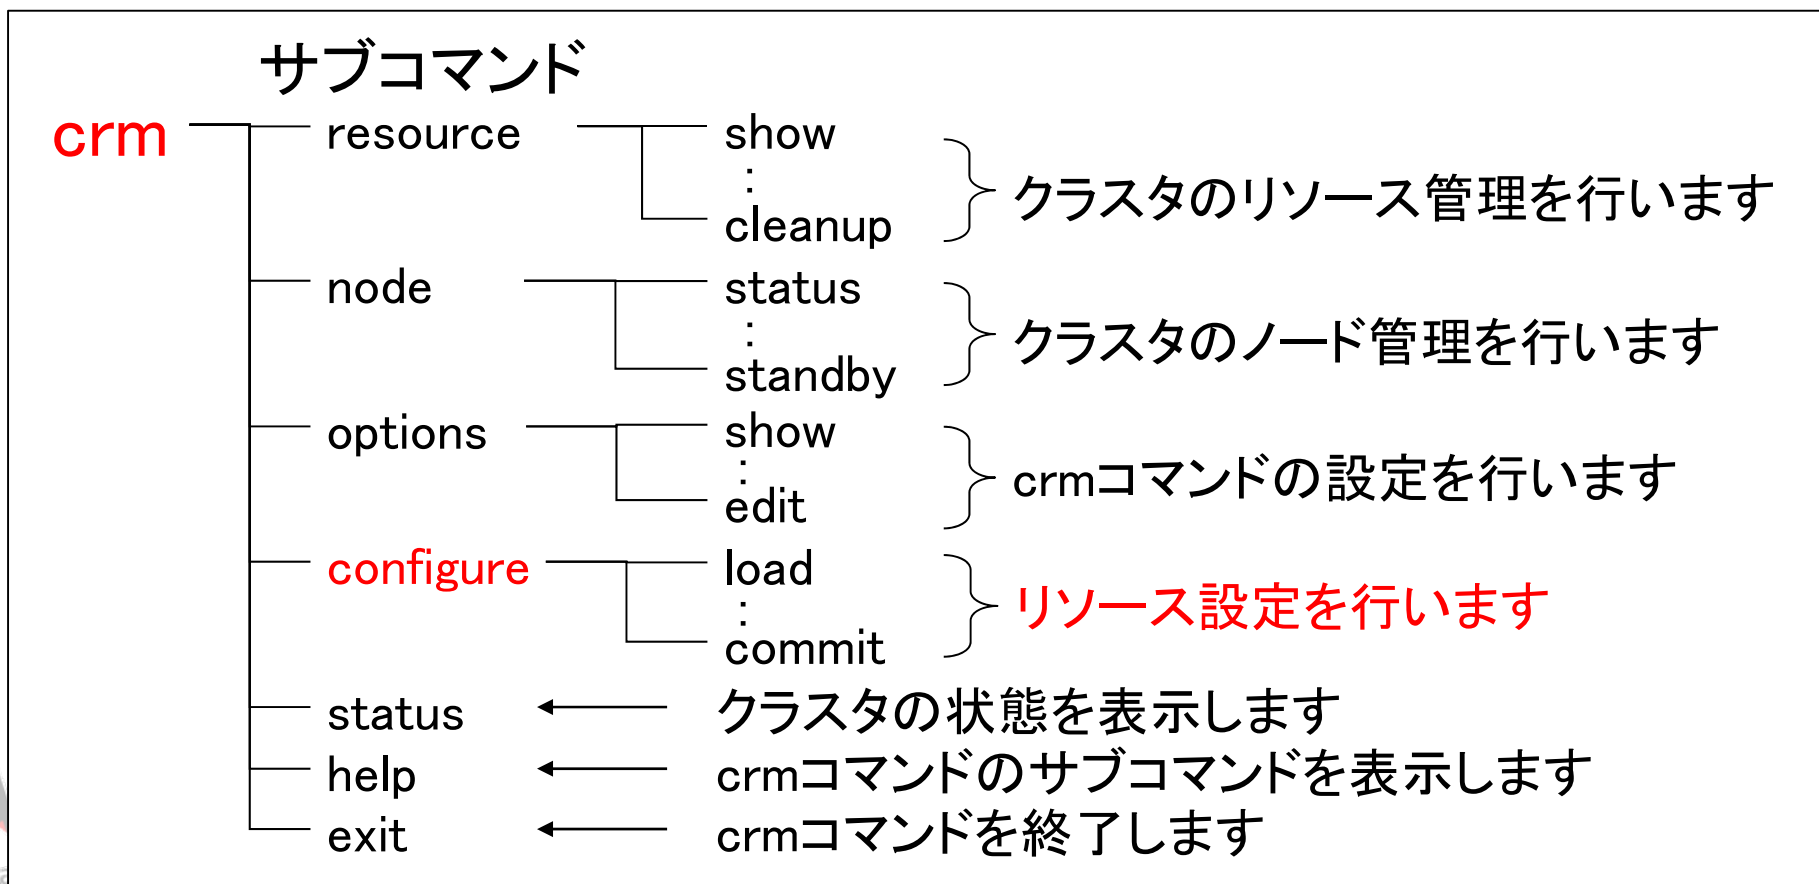 サブコマンド
crm
resource
show
:
cleanup
クラスタのリソース管理を行います
node
status
:
standby
クラスタのノード管理を行います
options
show
:
edit
crmコマンドの設定を行います
configure
load
:
commit
リソース設定を行います
status
クラスタの状態を表示します
help
crmコマンドのサブコマンドを表示します
exit
crmコマンドを終了します